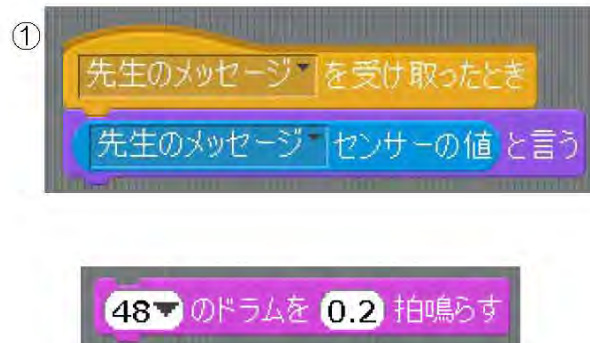 ①
先生のメッセージ を受け取ったとき
先生のメッセージ センサーの値 と言う
48 のドラムを 0.2 拍鳴らす